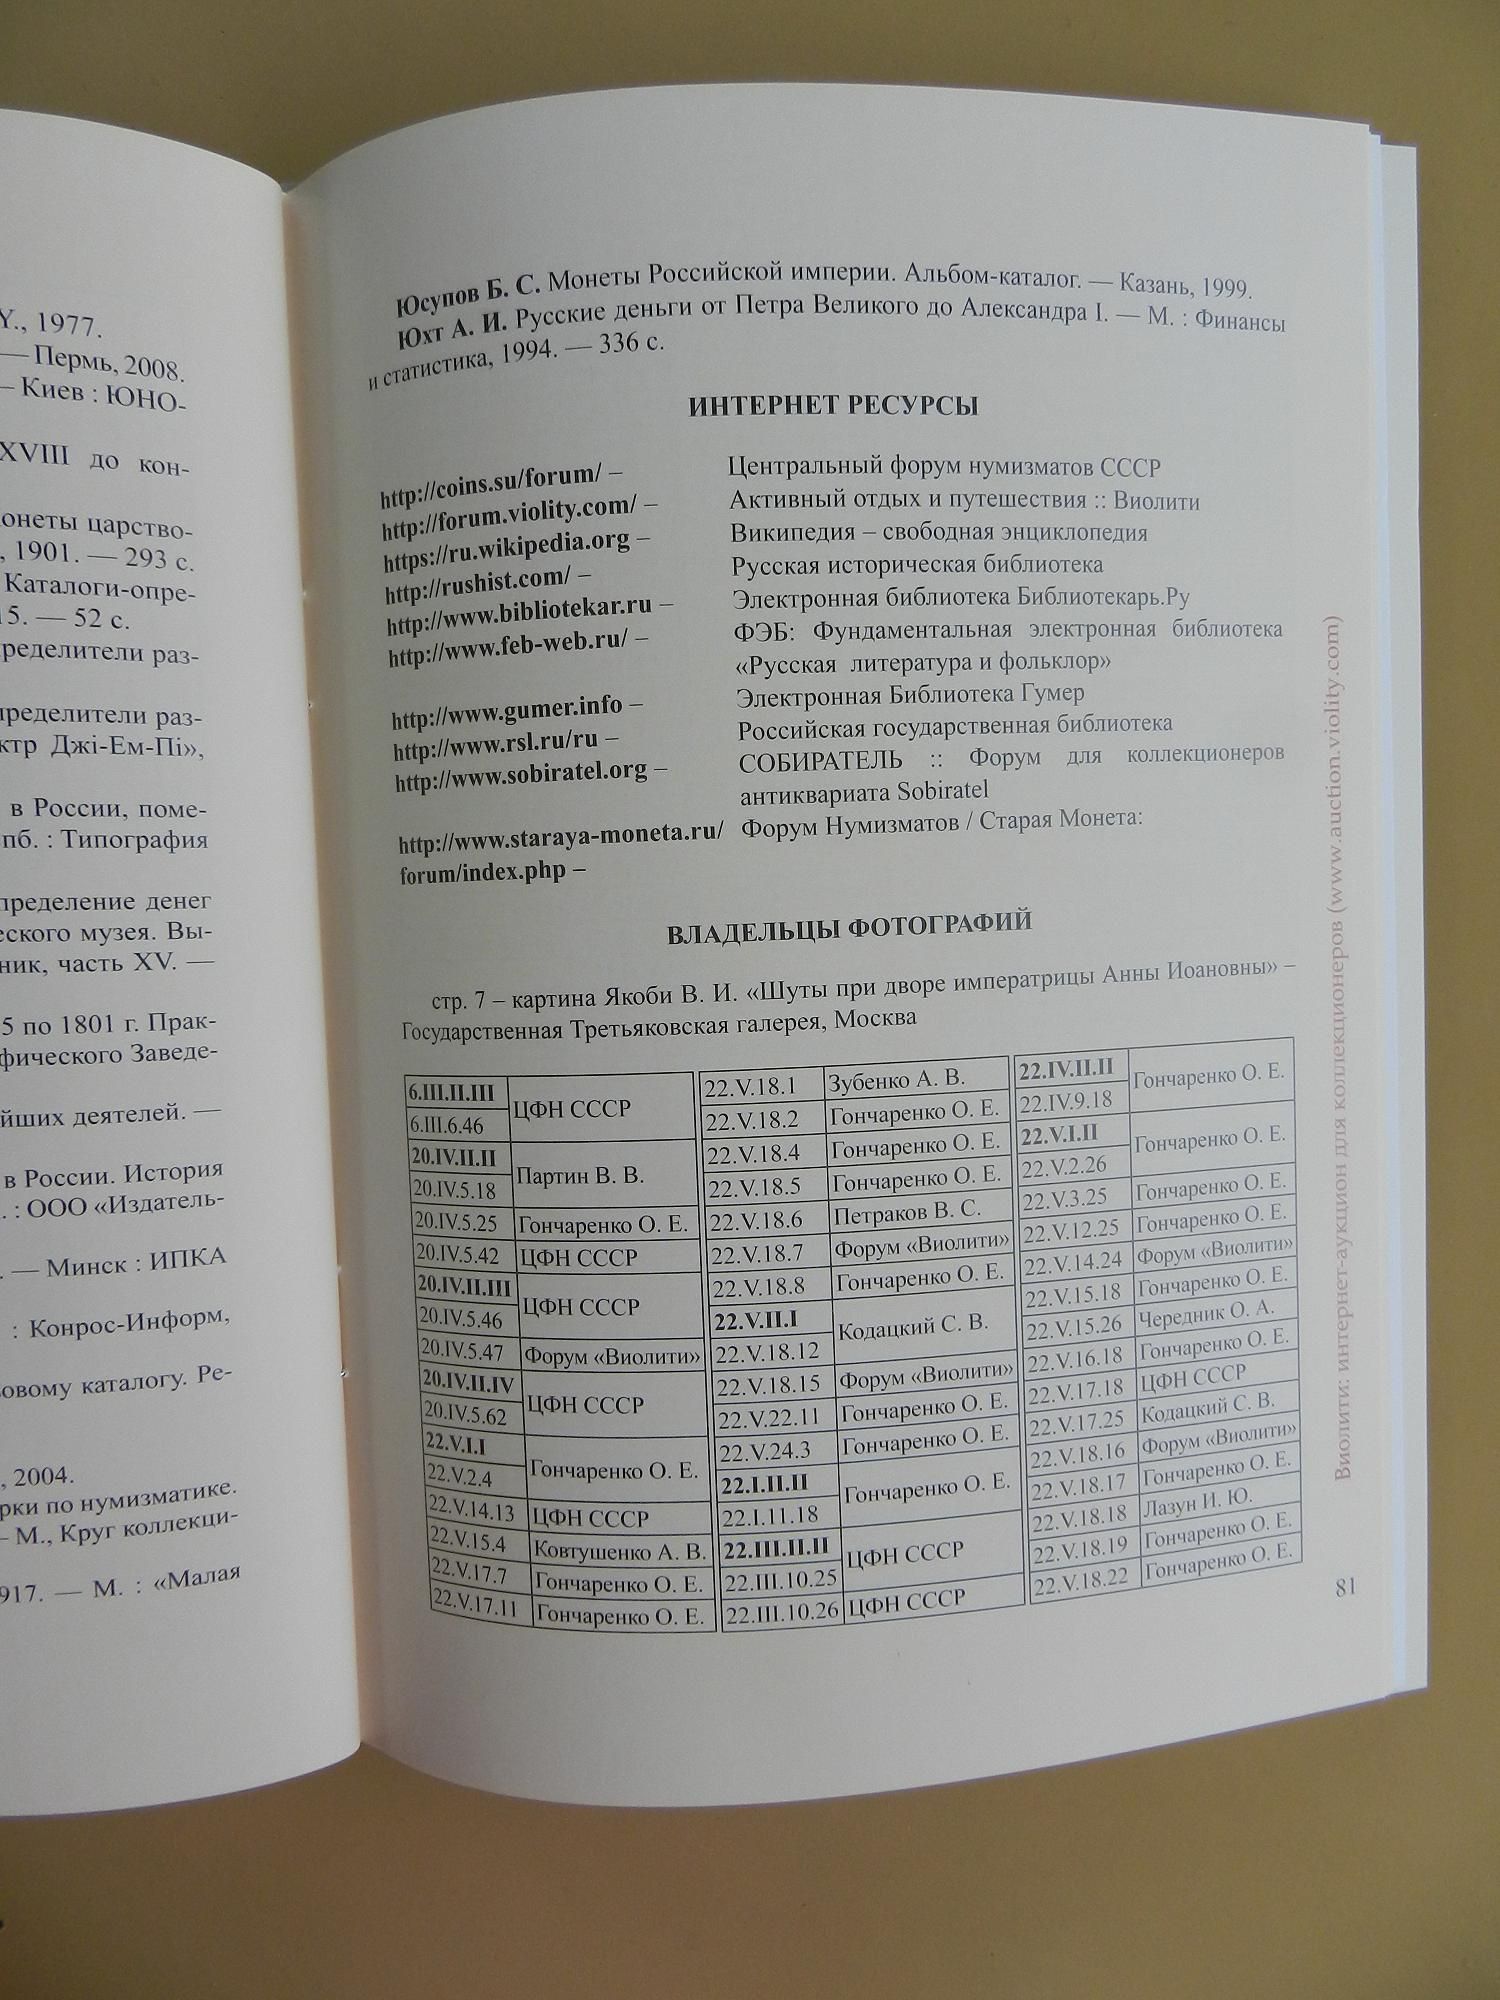 Y., 1977.
— Пермь, 2008.
– Киев : ЮНО-
XVIII до кон-
онеты царство-
, 1901. — 293 с.
Каталоги-опре-
15. — 52 с.
пределители раз-
пределители раз-
ктр Джі-Ем-Пі»,
в России, поме-
пб. : Типография
пределение денег
еского музея. Вы-
ник, часть XV. —
5 по 1801 г. Прак-
фического Заведе-
йших деятелей. —
в России. История
. : ООО «Издатель-
. — Минск : ИПКА
: Конрос-Информ,
овому каталогу. Ре-
, 2004.
рки по нумизматике.
– М., Круг коллекци-
917. — М. : «Малая
Юсупов Б. С. Монеты Российской империи. Альбом-каталог. — Казань, 1999.
Юхт А. И. Русские деньги от Петра Великого до Александра I. — М. : Финансы
и статистика, 1994. — 336 с.
ИНТЕРНЕТ РЕСУРСЫ
http://coins.su/forum/ – Центральный форум нумизматов СССР
http://forum.violity.com/ – Активный отдых и путешествия :: Виолити
https://ru.wikipedia.org – Википедия – свободная энциклопедия
http://rushist.com/ – Русская историческая библиотека
http://www.bibliotekar.ru – Электронная библиотека Библиотекарь.Ру
http://www.feb-web.ru/ – ФЭБ: Фундаментальная электронная библиотека
«Русская литература и фольклор»
http://www.gumer.info – Электронная Библиотека Гумер
http://www.rsl.ru/ru – Российская государственная библиотека
http://www.sobiratel.org – СОБИРАТЕЛЬ :: Форум для коллекционеров
антиквариата Sobiratel
http://www.staraya-moneta.ru/ Форум Нумизматов / Старая Монета:
forum/index.php –
ВЛАДЕЛЬЦЫ ФОТОГРАФИЙ
стр. 7 – картина Якоби В. И. «Шуты при дворе императрицы Анны Иоановны» –
Государственная Третьяковская галерея, Москва
6.III.II.III ЦФН СССР
6.III.6.46
20.IV.II.II Партин В. В.
20.IV.5.18
20.IV.5.25 Гончаренко О. Е.
20.IV.5.42 ЦФН СССР
20.IV.II.III ЦФН СССР
20.IV.5.46
20.IV.5.47 Форум «Виолити»
20.IV.II.IV ЦФН СССР
20.IV.5.62
22.V.I.I Гончаренко О. Е.
22.V.2.4
22.V.14.13 ЦФН СССР
22.V.15.4 Ковтушенко А. В.
22.V.17.7 Гончаренко О. Е.
22.V.17.11 Гончаренко О. Е.
22.V.18.1 Зубенко А. В.
22.V.18.2 Гончаренко О. Е.
22.V.18.4 Гончаренко О. Е.
22.V.18.5 Гончаренко О. Е.
22.V.18.6 Петраков В. С.
22.V.18.7 Форум «Виолити»
22.V.18.8 Гончаренко О. Е.
22.V.II.I Кодацкий С. В.
22.V.18.12
22.V.18.15 Форум «Виолити»
22.V.22.11 Гончаренко О. Е.
22.V.24.3 Гончаренко О. Е.
22.I.II.II Гончаренко О. Е.
22.I.11.18
22.III.II.II ЦФН СССР
22.III.10.25
22.III.10.26 ЦФН СССР
22.IV.II.II Гончаренко О. Е.
22.IV.9.18
22.V.I.II Гончаренко О. Е.
22.V.2.26
22.V.3.25 Гончаренко О. Е.
22.V.12.25 Гончаренко О. Е.
22.V.14.24 Форум «Виолити»
22.V.15.18 Гончаренко О. Е.
22.V.15.26 Чередник О. А.
22.V.16.18 Гончаренко О. Е.
22.V.17.18 ЦФН СССР
22.V.17.25 Кодацкий С. В.
22.V.18.16 Форум «Виолити»
22.V.18.17 Гончаренко О. Е.
22.V.18.18 Лазун И. Ю.
22.V.18.19 Гончаренко О. Е.
22.V.18.22 Гончаренко О. Е.
81
Виолити: интернет-аукцион для коллекционеров (www.auction.violity.com)